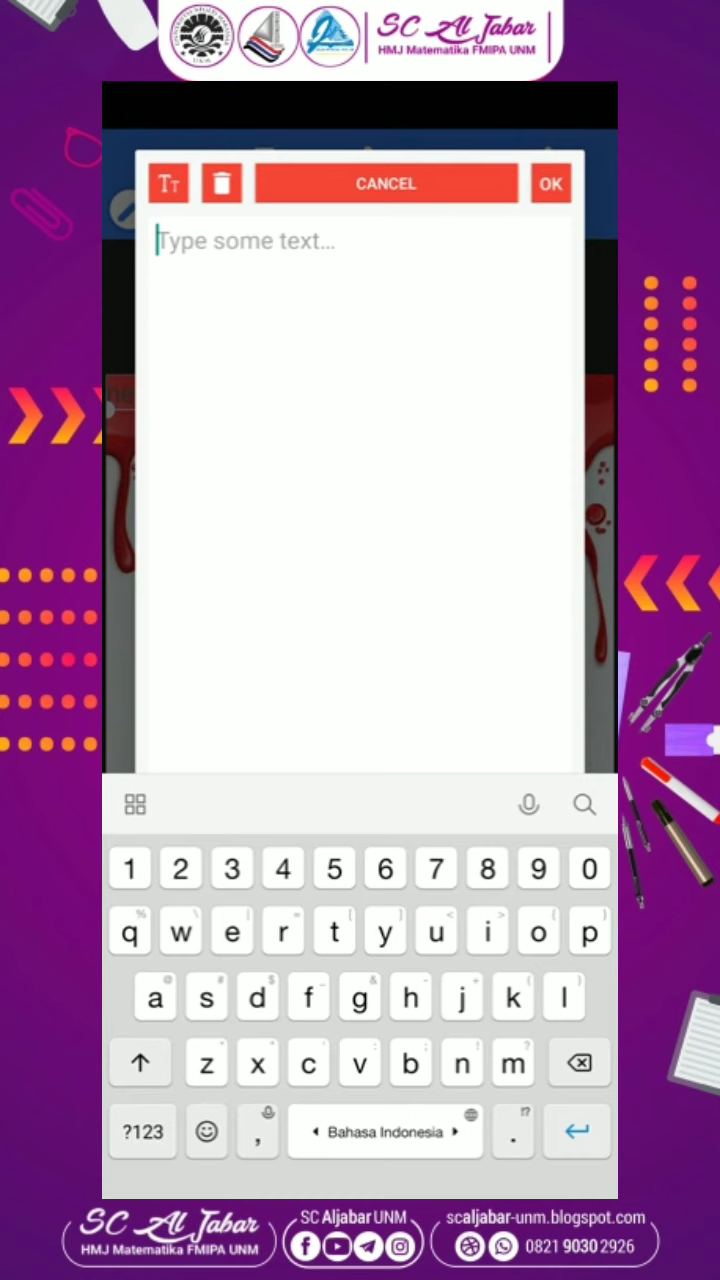 SC Al Jabar
HMJ Matematika FMIPA UNM
CANCEL
OK
Type some text...
1 2 3 4 5 6 7 8 9 0
q w e r t y u i o p
a s d f g h j k l
z x c v b n m
?123 , Bahasa Indonesia .
SC Al Jabar
HMJ Matematika FMIPA UNM
SC Aljabar UNM
scaljabar-unm.blogspot.com
0821 9030 2926